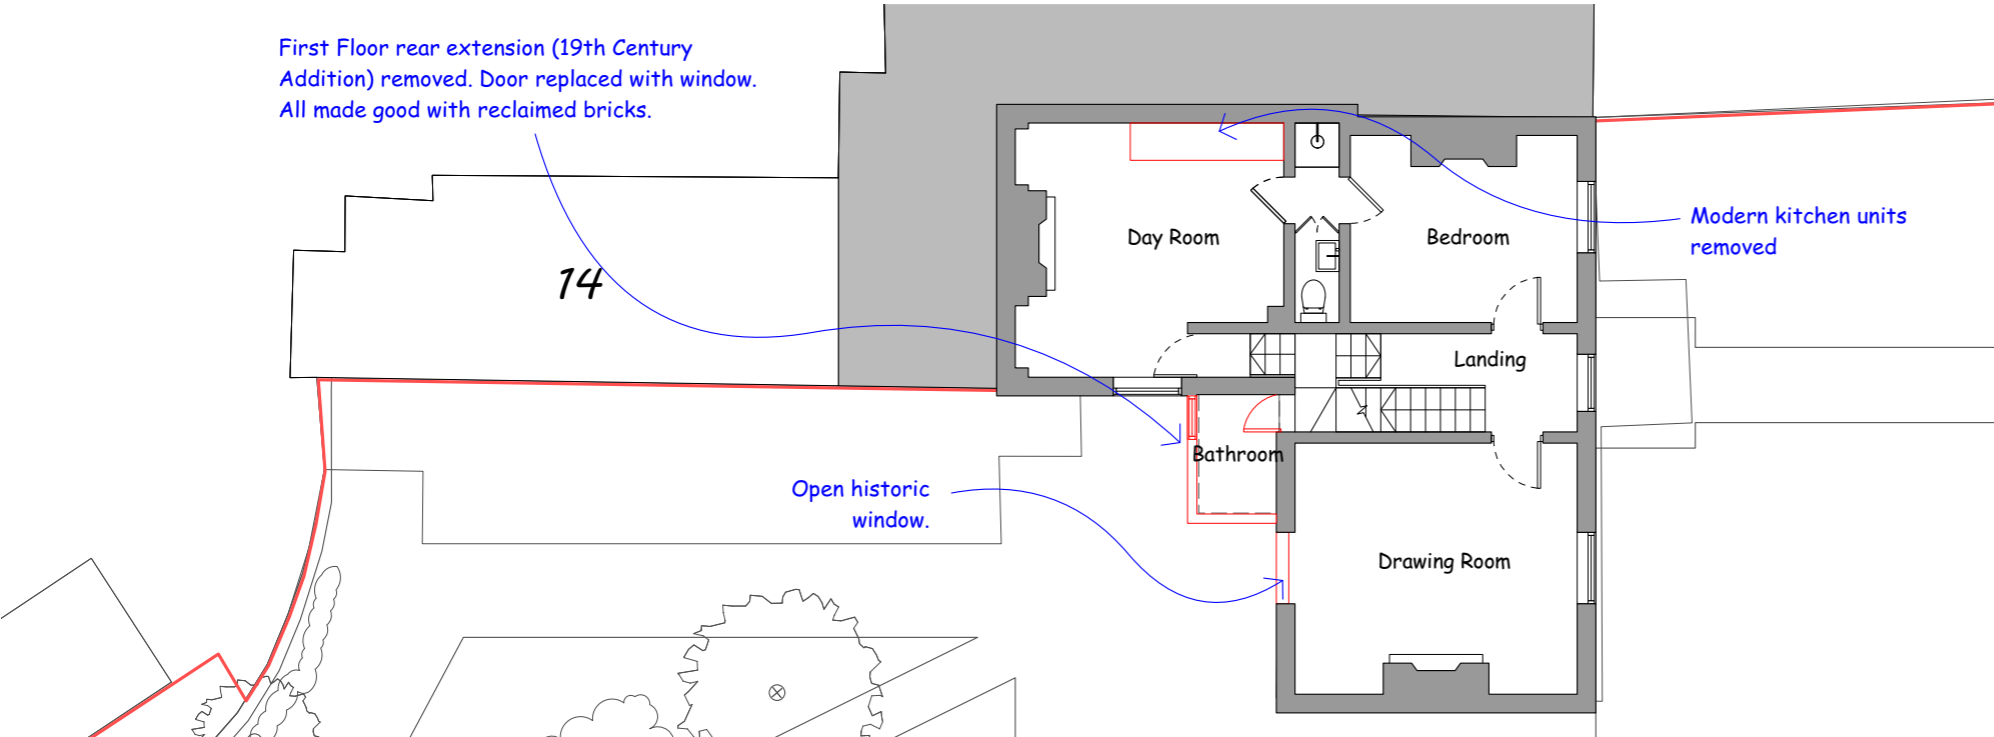 First Floor rear extension (19th Century
Addition) removed. Door replaced with window.
All made good with reclaimed bricks.
Modern kitchen units
removed
Day Room
Bedroom
14
Landing
Bathroom
Open historic
window.
Drawing Room